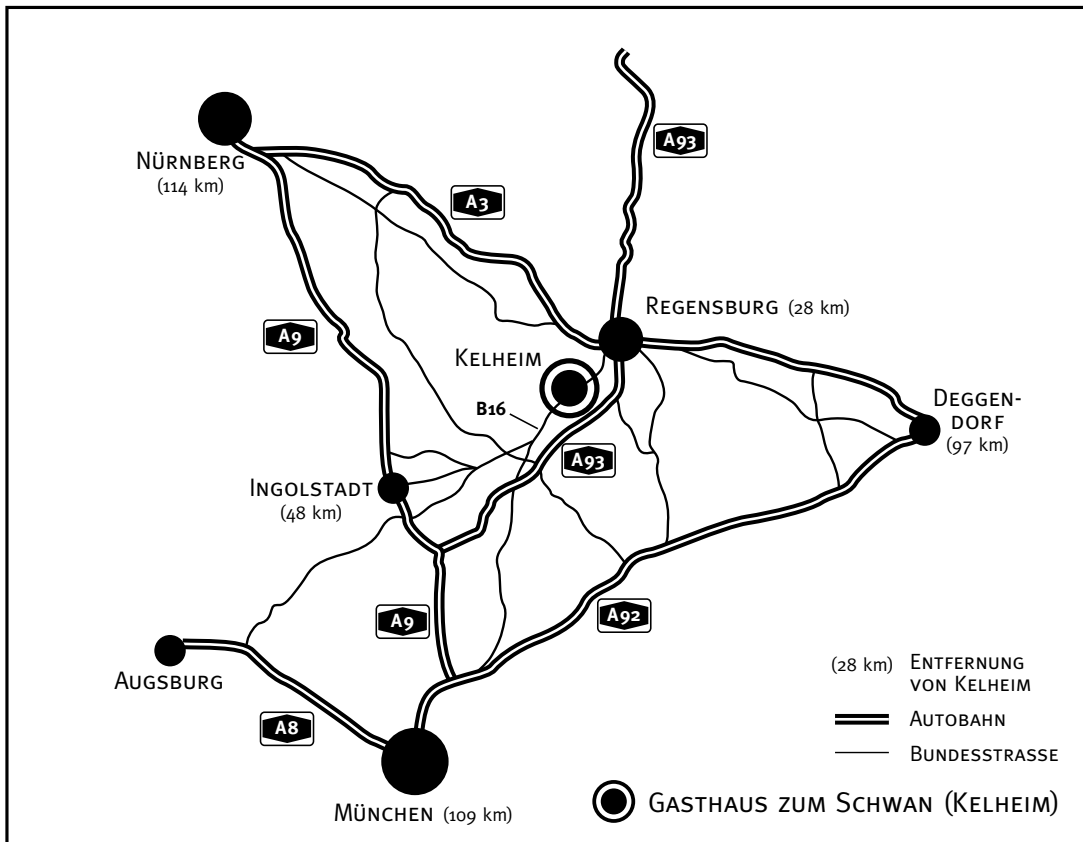 A93
Nürnberg
(114 km)
A3
Regensburg (28 km)
A9
Kelheim
Deggen-
dorf
(97 km)
B16
A93
Ingolstadt
(48 km)
A9
A92
Augsburg
(28 km) Entfernung
von Kelheim
Autobahn
A8
Bundesstrasse
München (109 km)
Gasthaus zum Schwan (Kelheim)